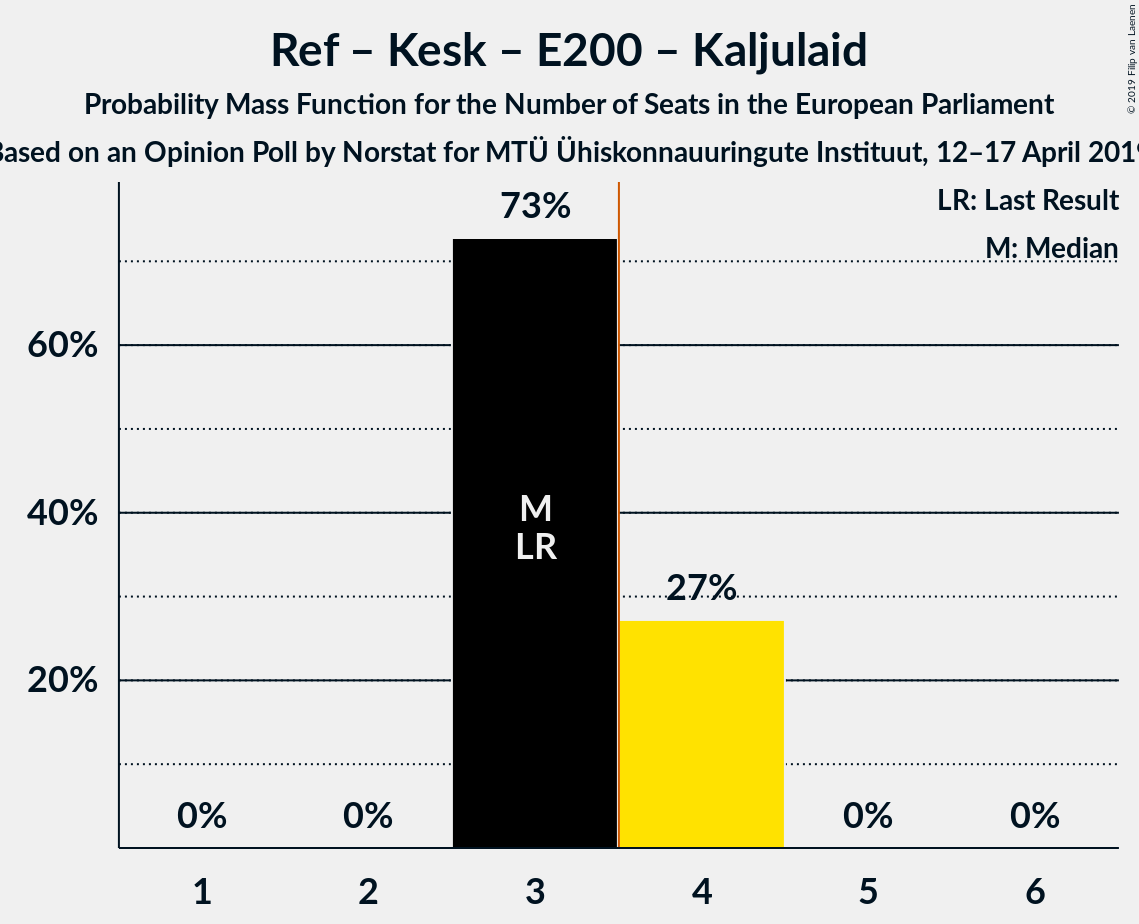 Ref – Kesk – E200 – Kaljulaid
Probability Mass Function for the Number of Seats in the European Parliament
Based on an Opinion Poll by Norstat for MTÜ Ühiskonnauuringute Instituut, 12–17 April 2019
© 2019 Filip van Laenen
LR: Last Result
M: Median
73%
60%
M
40%
LR
27%
20%
0%
0%
0%
0%
1
2
3
4
5
6